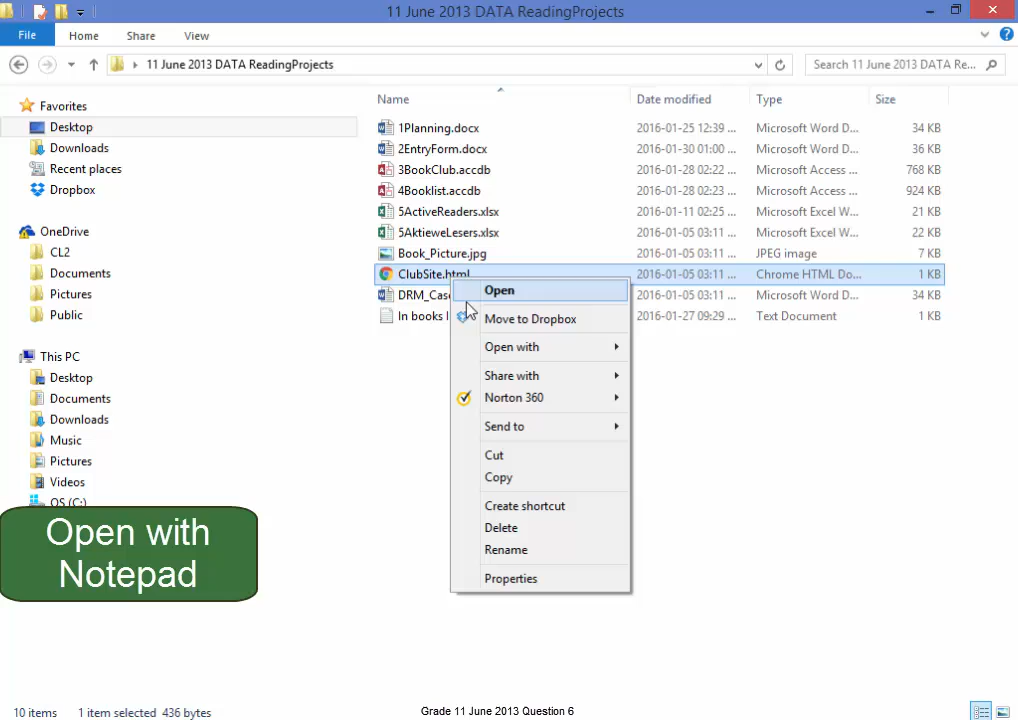 11 June 2013 DATA ReadingProjects
File Home Share View
11 June 2013 DATA ReadingProjects
Search 11 June 2013 DATA Re...
Favorites
Desktop
Downloads
Recent places
Dropbox
OneDrive
CL2
Documents
Pictures
Public
This PC
Desktop
Documents
Downloads
Music
Pictures
Videos
OS (C:)
Open with
Notepad
Name Date modified Type Size
1Planning.docx 2016-01-25 12:39 ... Microsoft Word D... 34 KB
2EntryForm.docx 2016-01-30 01:00 ... Microsoft Word D... 36 KB
3BookClub.accdb 2016-01-28 02:22 ... Microsoft Access ... 768 KB
4Booklist.accdb 2016-01-28 02:23 ... Microsoft Access ... 924 KB
5ActiveReaders.xlsx 2016-01-11 02:25 ... Microsoft Excel W... 21 KB
5AktieweLesers.xlsx 2016-01-05 03:11 ... Microsoft Excel W... 22 KB
Book_Picture.jpg 2016-01-05 03:11 ... JPEG image 7 KB
ClubSite.html 2016-01-05 03:11 ... Chrome HTML Do... 1 KB
DRM_Cas 2016-01-05 03:11 ... Microsoft Word D... 34 KB
In books 2016-01-27 09:29 ... Text Document 1 KB
Open
Move to Dropbox
Open with
Share with
Norton 360
Send to
Cut
Copy
Create shortcut
Delete
Rename
Properties
10 items 1 item selected 436 bytes
Grade 11 June 2013 Question 6